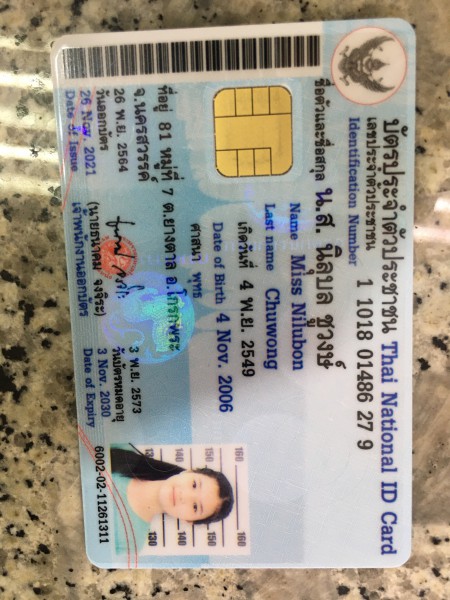 บัตรประจำตัวประชาชน Thai National ID Card
เลขประจำตัวประชาชน 1 1018 01486 27 9
Identification Number
ชื่อตัวและชื่อสกุล น.ส. นิลุบล ชูวงษ์
Name Miss Nilubon
Last name Chuwong
เกิดวันที่ 4 พ.ย. 2549
Date of Birth 4 Nov. 2006
ศาสนา พุทธ
ที่อยู่ 81 หมู่ที่ 7 ต.ยางตาล อ.โกรกพระ
จ.นครสวรรค์
26 พ.ย. 2564
วันออกบัตร
26 Nov. 2021
Date of Issue
(นายธนาคม จงจิระ)
เจ้าพนักงานออกบัตร
3 พ.ย. 2573
วันบัตรหมดอายุ
3 Nov. 2030
Date of Expiry
160 160
150 150
140 140
130 130
6002-02-11261311